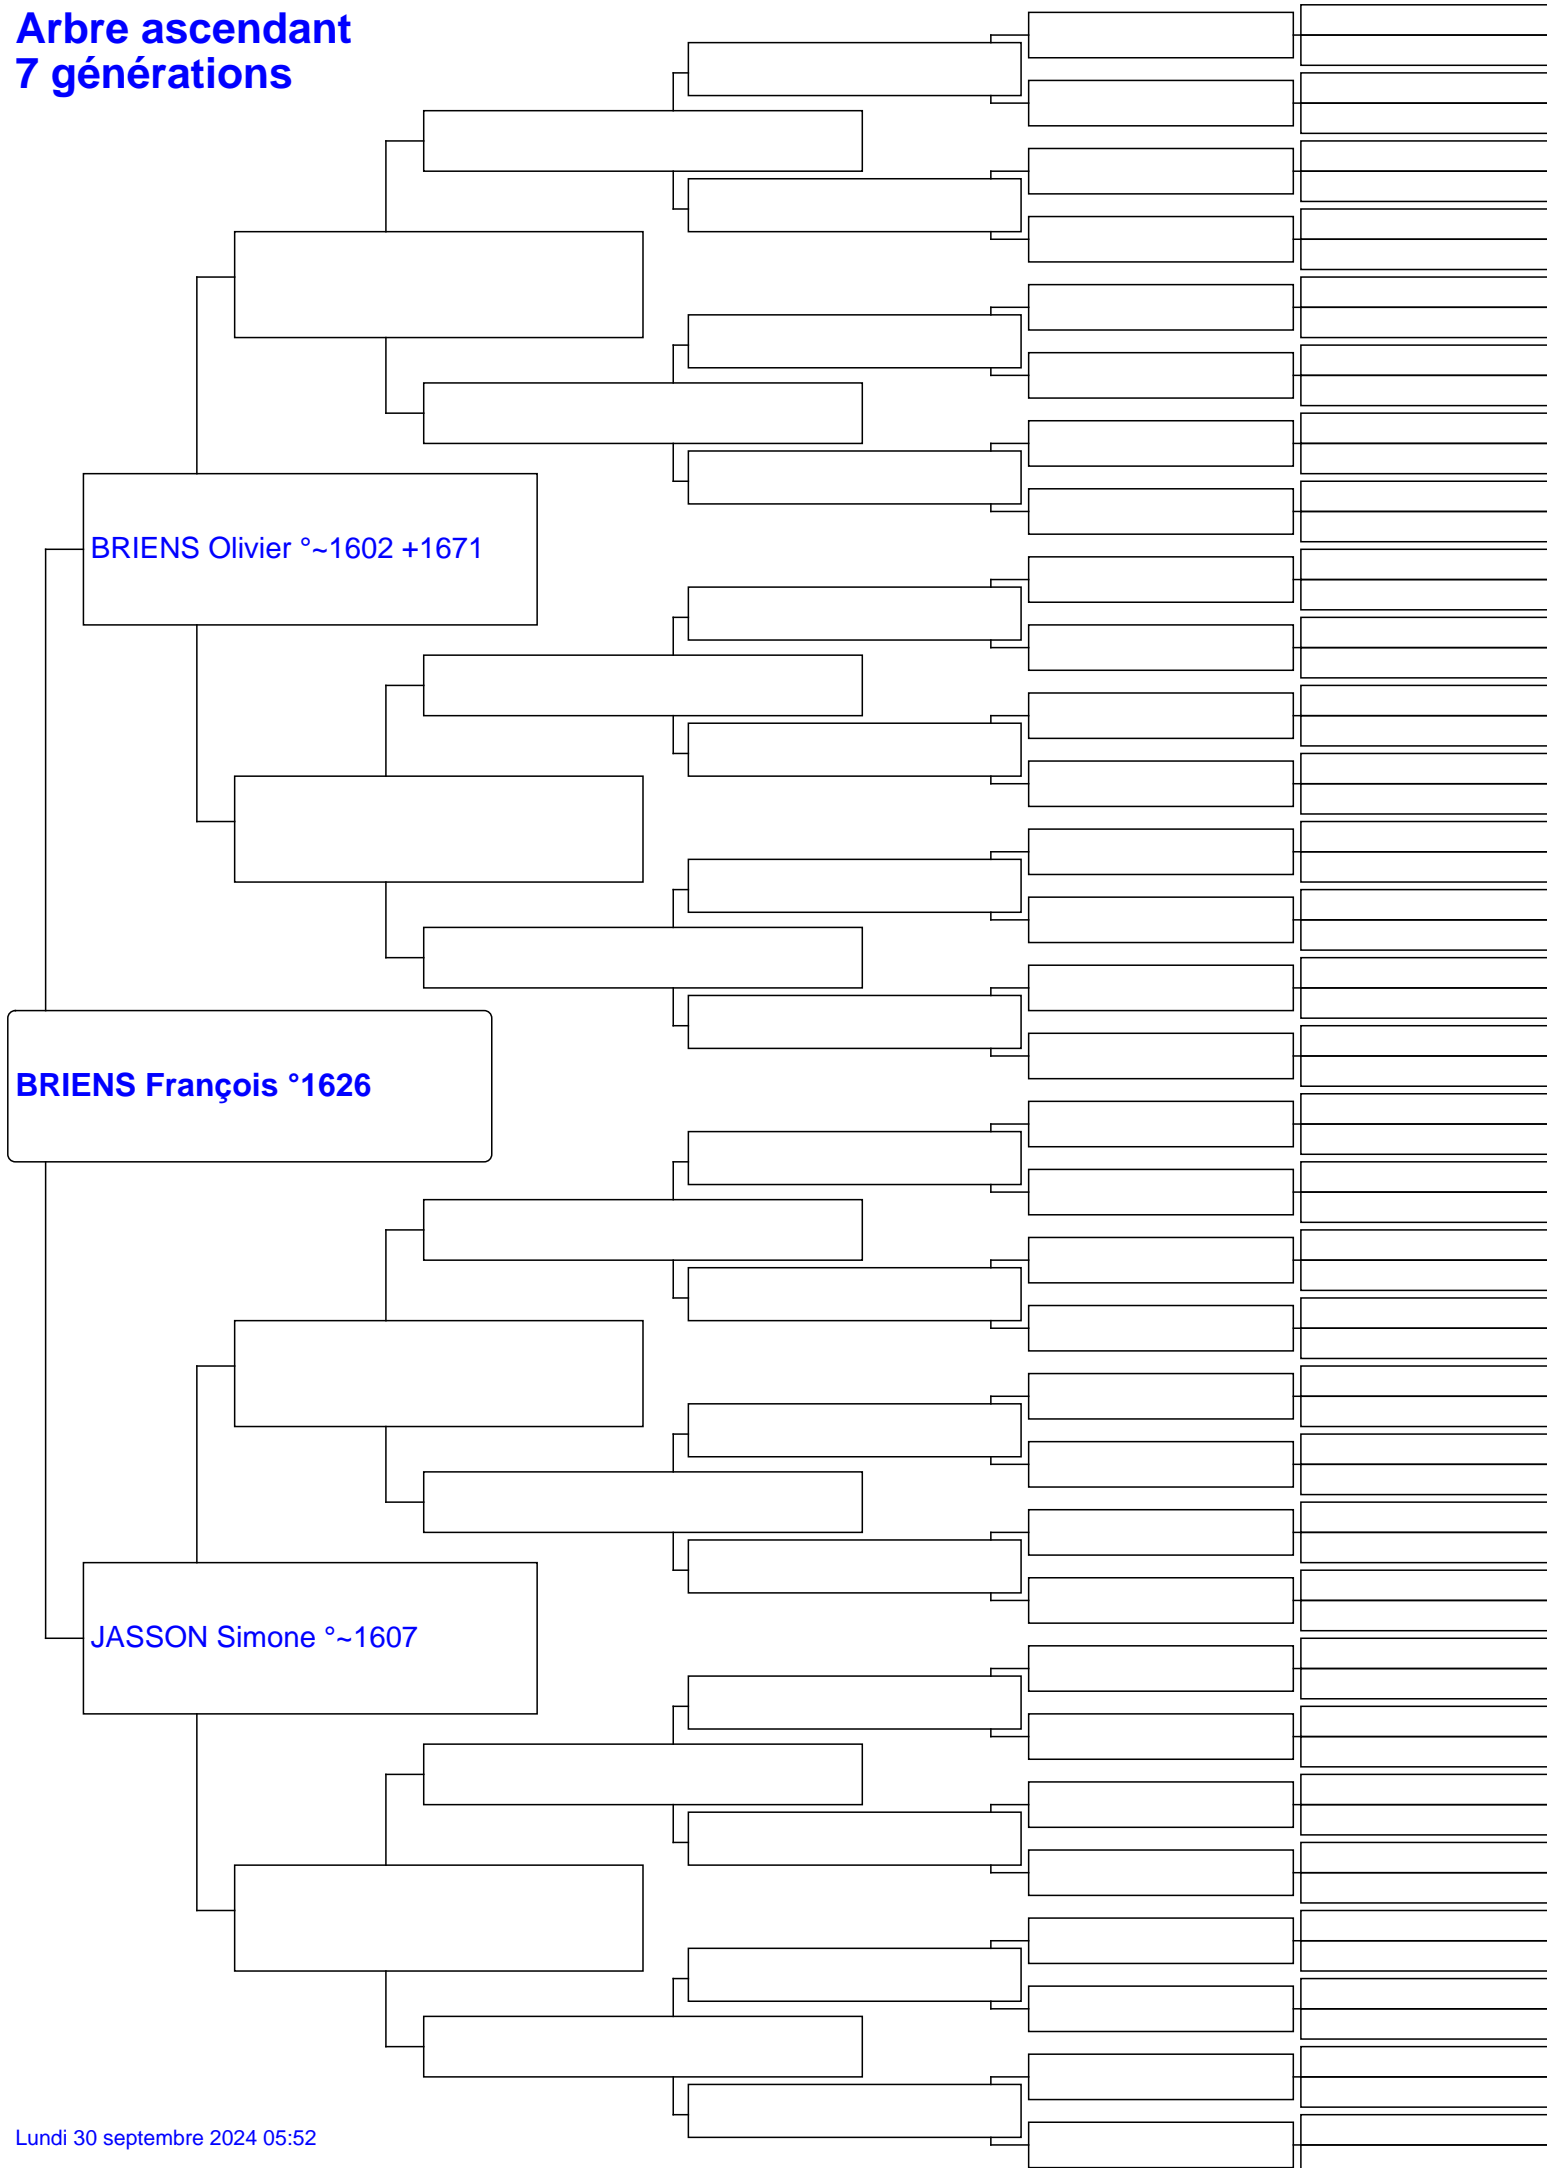 Arbre ascendant
7 générations
BRIENS Olivier °~1602 +1671
BRIENS François °1626
JASSON Simone °~1607
Lundi 30 septembre 2024 05:52